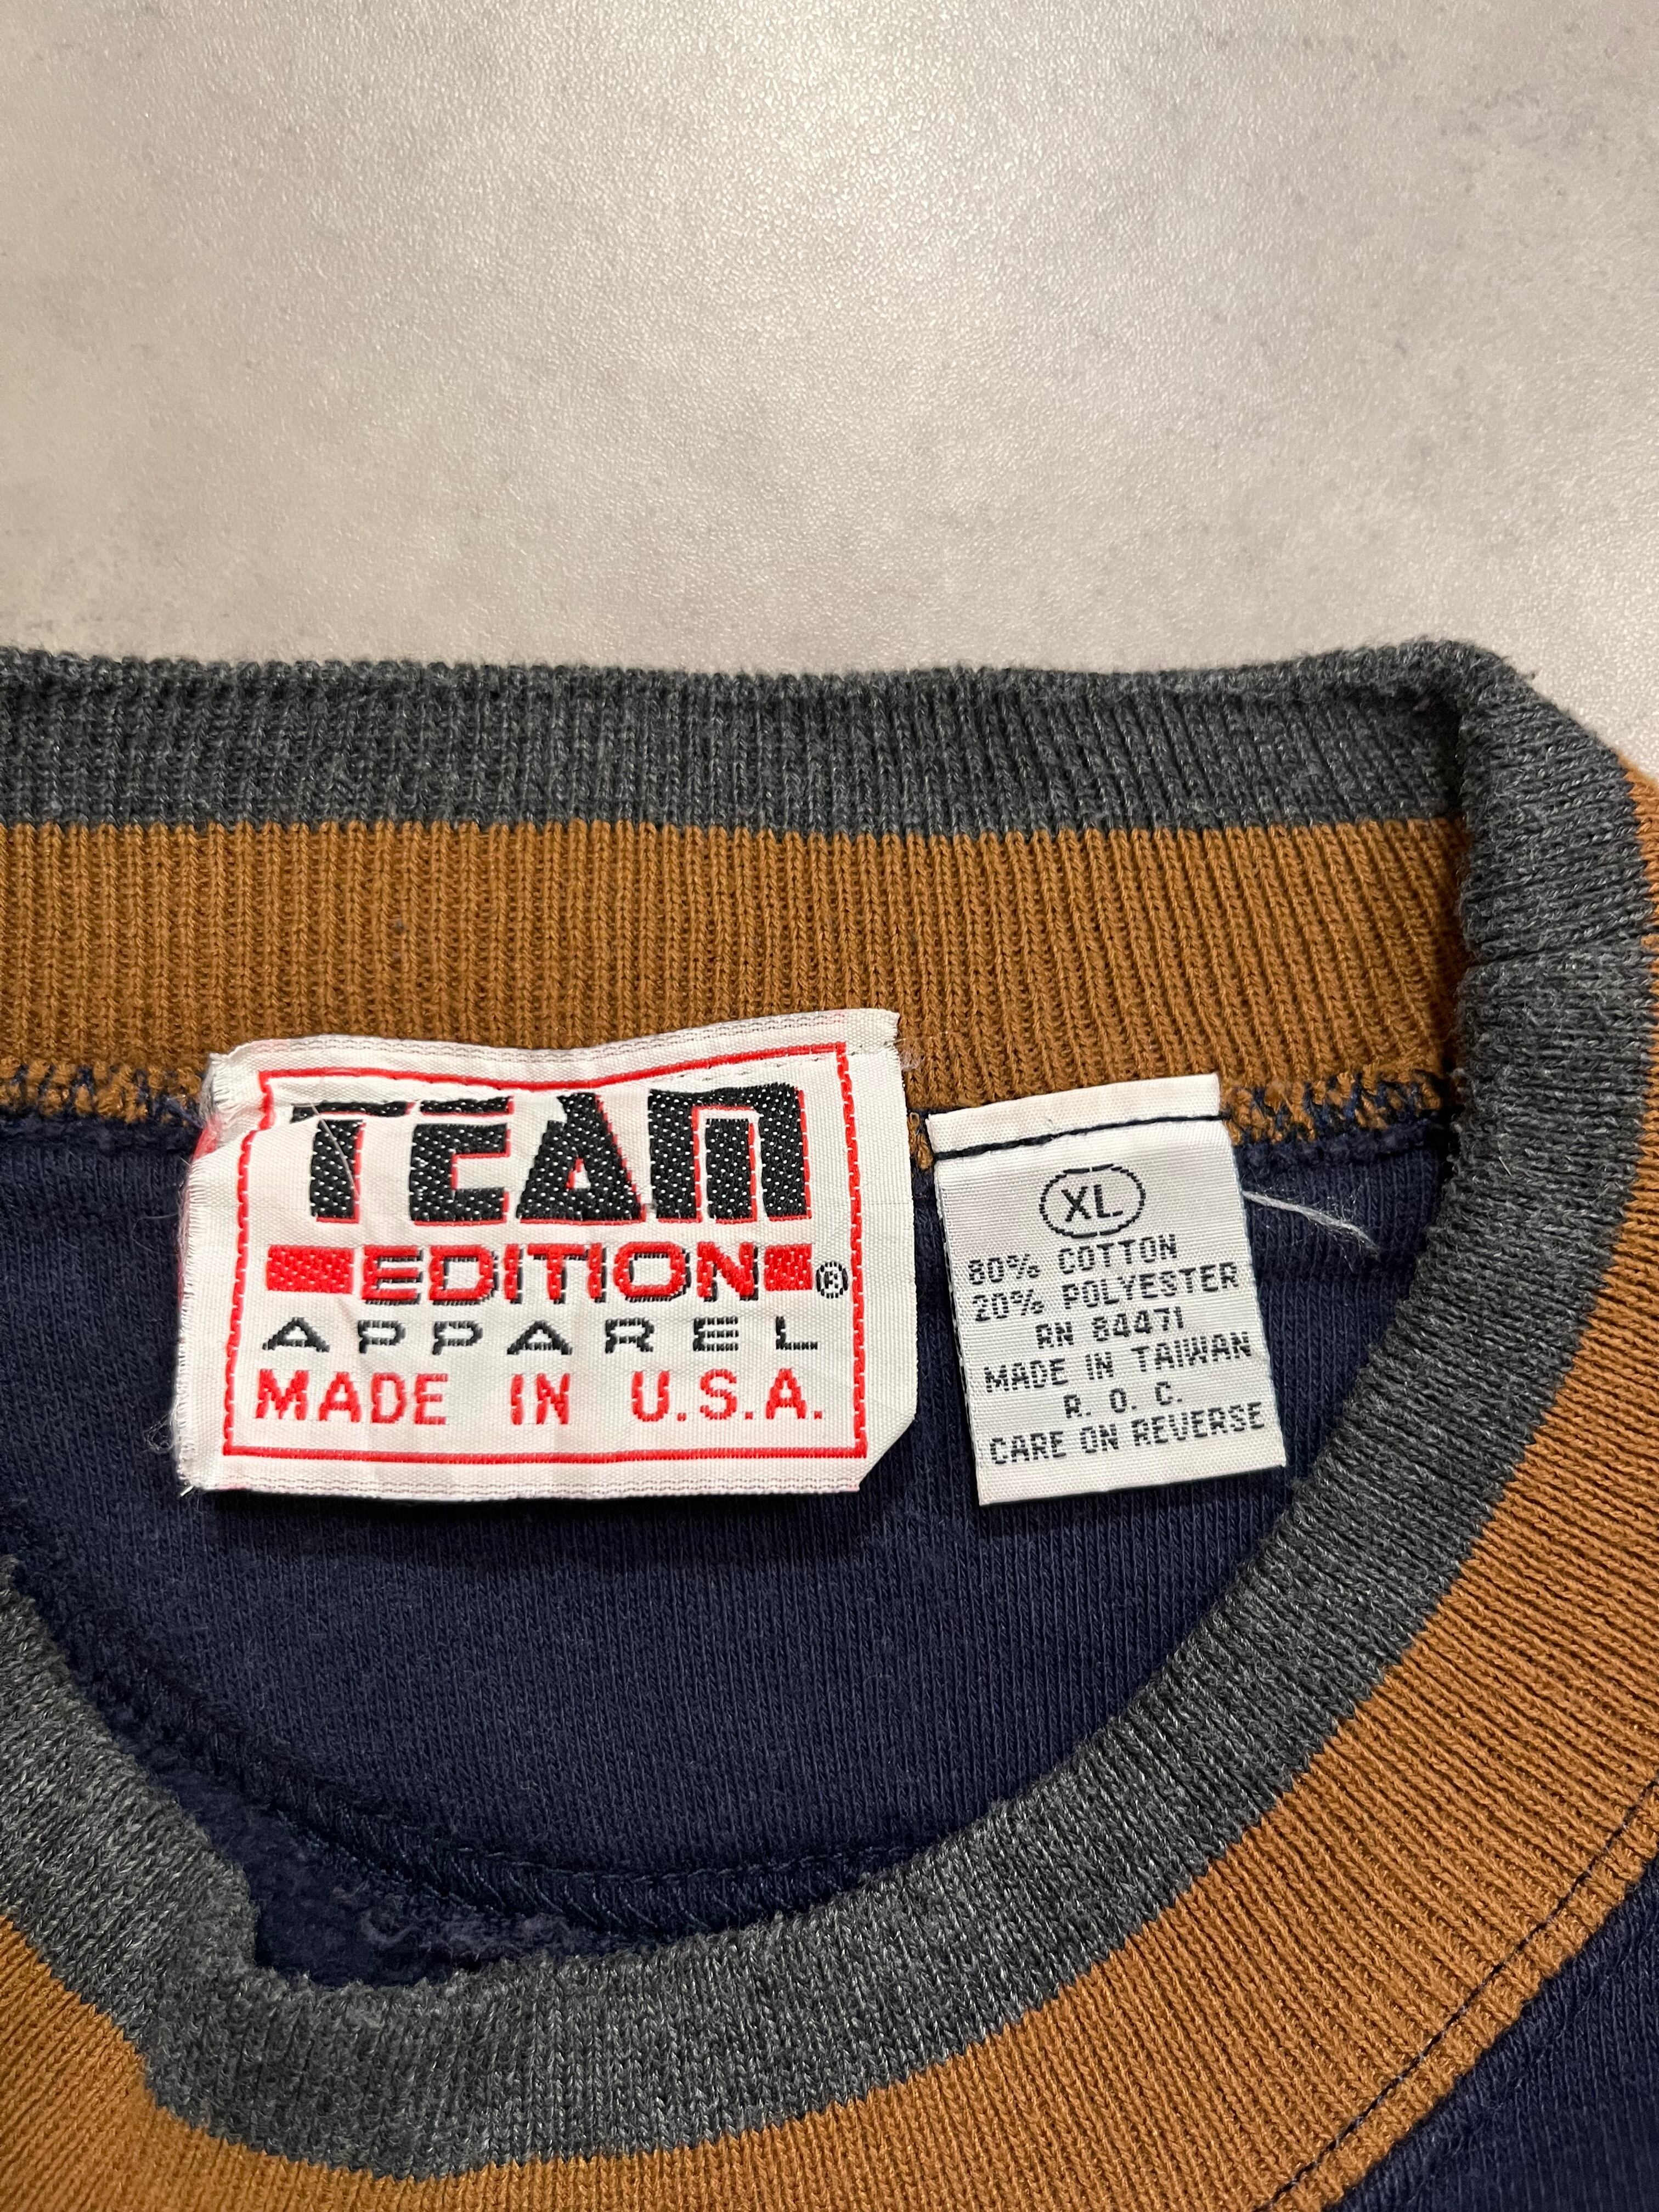 TEAM
EDITION®
APPAREL
MADE IN U.S.A.
XL
80% COTTON
20% POLYESTER
RN 84471
MADE IN TAIWAN
R. O. C.
CARE ON REVERSE